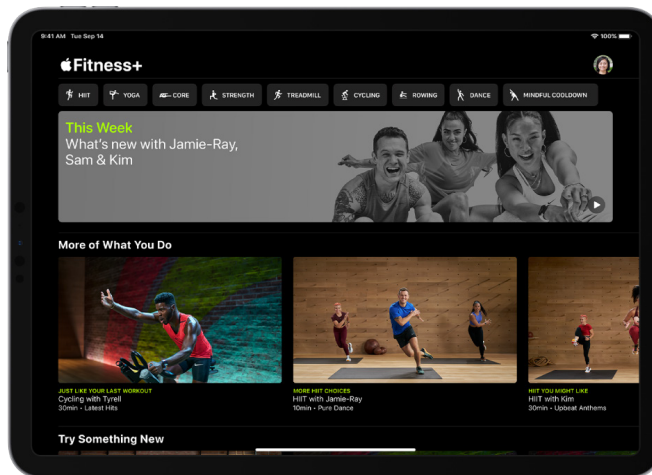 9:41 AM Tue Sep 14
100%
Fitness+
HIIT
YOGA
CORE
STRENGTH
TREADMILL
CYCLING
ROWING
DANCE
MINDFUL COOLDOWN
This Week
What's new with Jamie-Ray,
Sam & Kim
More of What You Do
JUST LIKE YOUR LAST WORKOUT
Cycling with Tyrell
30min • Latest Hits
MORE HIIT CHOICES
HIIT with Jamie-Ray
10min • Pure Dance
HIIT YOU MIGHT LIKE
HIIT with Kim
30min • Upbeat Anthems
Try Something New